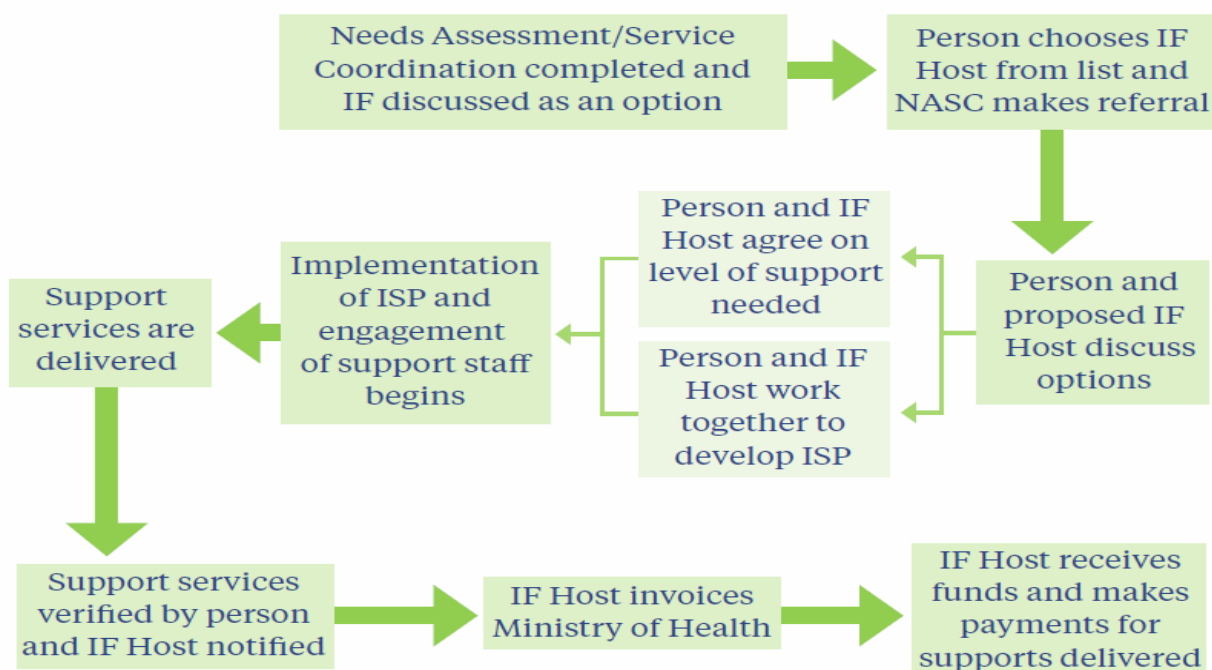 Needs Assessment/Service
Coordination completed and
IF discussed as an option
Person chooses IF
Host from list and
NASC makes referral
Person and proposed IF
Host discuss
options
Person and IF
Host agree on
level of support
needed
Person and IF
Host work
together to
develop ISP
Implementation
of ISP and
engagement
of support staff
begins
Support
services are
delivered
Support services
verified by person
and IF Host notified
IF Host invoices
Ministry of Health
IF Host receives
funds and makes
payments for
supports delivered